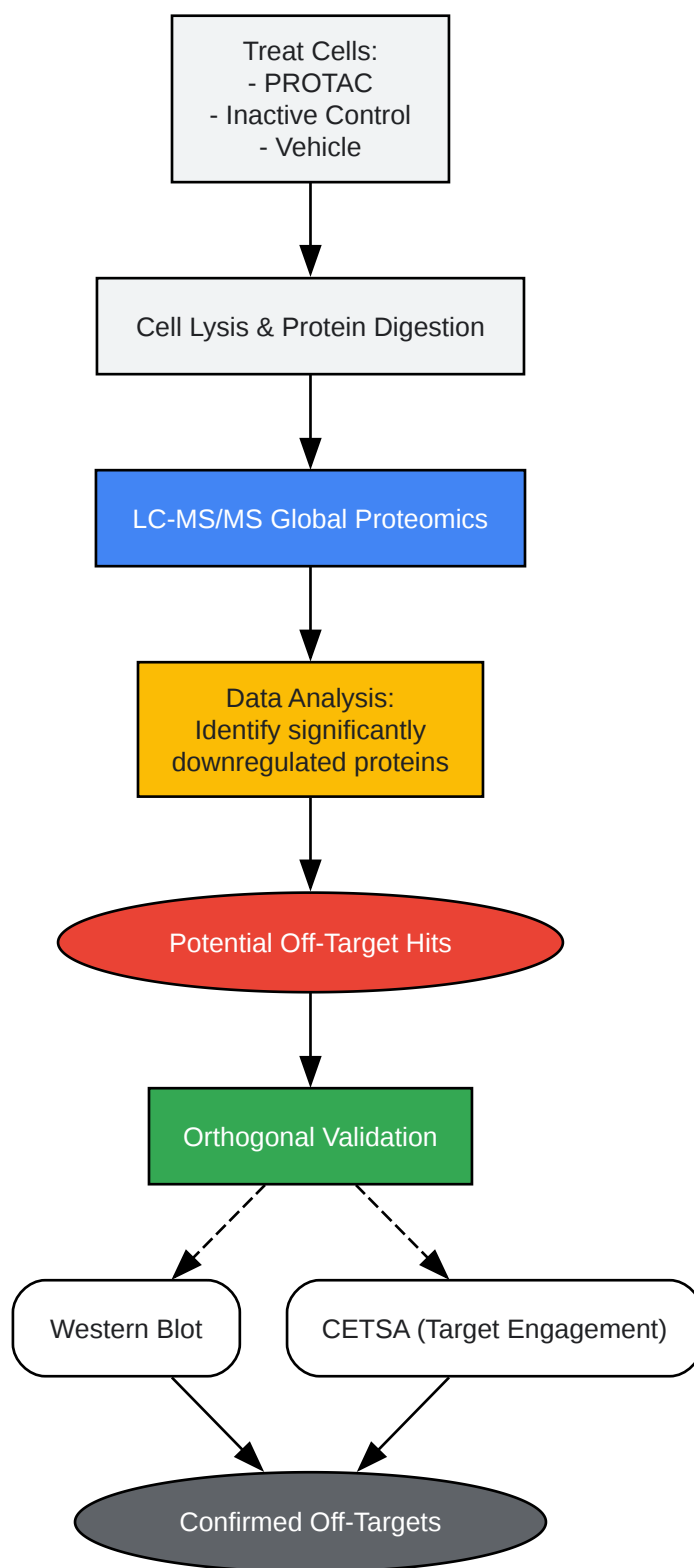 Treat Cells:
- PROTAC
- Inactive Control
- Vehicle
Cell Lysis & Protein Digestion
LC-MS/MS Global Proteomics
Data Analysis:
Identify significantly
downregulated proteins
Potential Off-Target Hits
Orthogonal Validation
Western Blot
CETSA (Target Engagement)
Confirmed Off-Targets